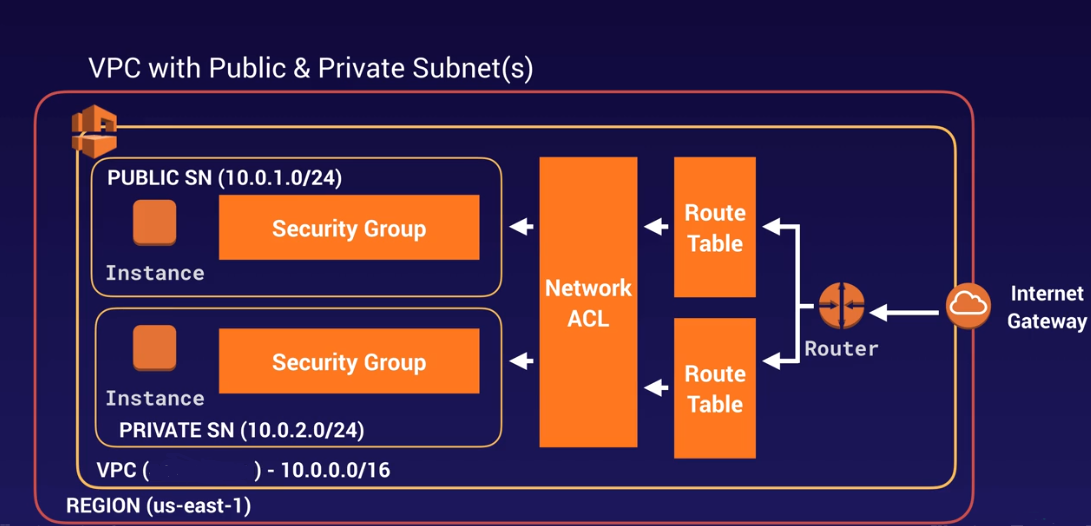 VPC with Public & Private Subnet(s)
PUBLIC SN (10.0.1.0/24)
Security Group
Instance
Network
ACL
Route
Table
Router
Internet
Gateway
Security Group
Instance
PRIVATE SN (10.0.2.0/24)
Route
Table
VPC ( ) - 10.0.0.0/16
REGION (us-east-1)